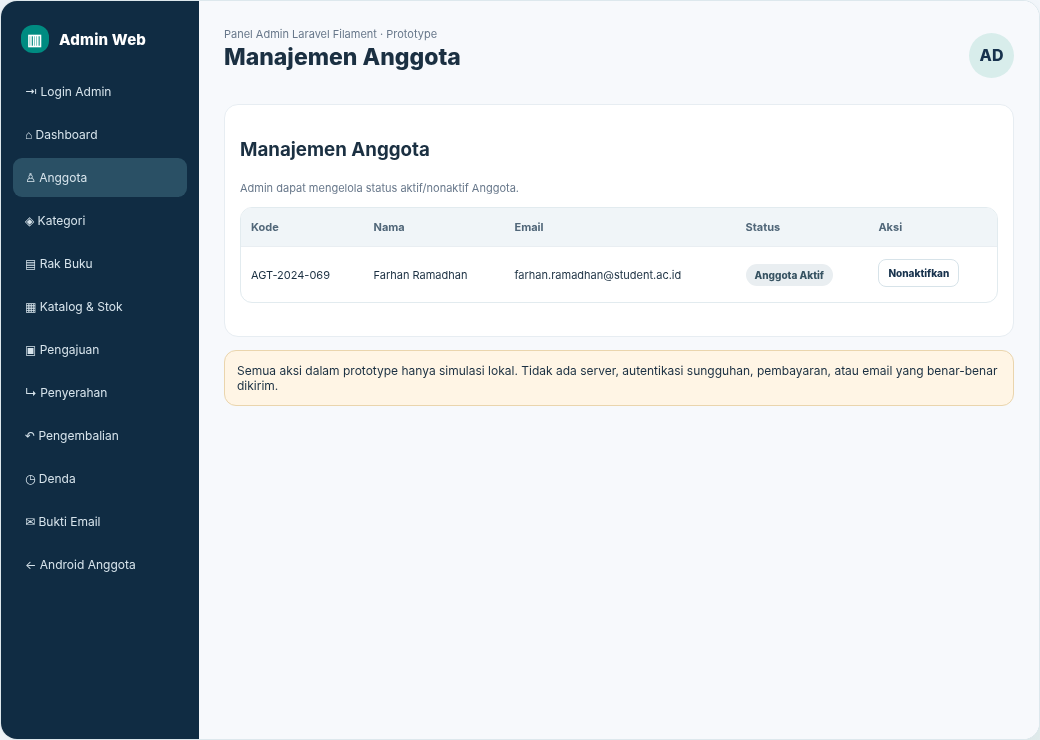 Admin Web
→ Login Admin
⌂ Dashboard
♙ Anggota
◈ Kategori
▤ Rak Buku
▦ Katalog & Stok
▣ Pengajuan
↪ Penyerahan
↶ Pengembalian
◷ Denda
✉ Bukti Email
← Android Anggota
Panel Admin Laravel Filament · Prototype
Manajemen Anggota
AD
Manajemen Anggota
Admin dapat mengelola status aktif/nonaktif Anggota.
Kode Nama Email Status Aksi
AGT-2024-069 Farhan Ramadhan farhan.ramadhan@student.ac.id Anggota Aktif Nonaktifkan
Semua aksi dalam prototype hanya simulasi lokal. Tidak ada server, autentikasi sungguhan, pembayaran, atau email yang benar-benar
dikirim.